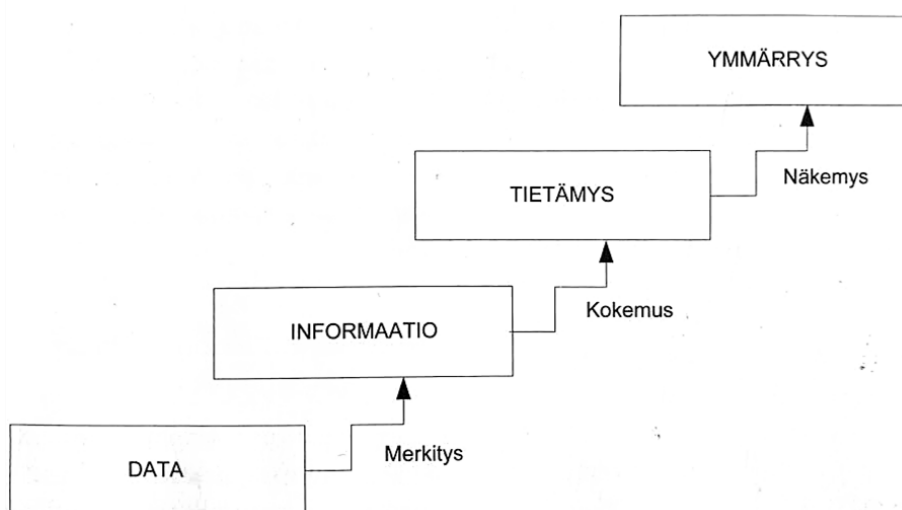 YMMÄRRYS
Näkemys
TIETÄMYS
Kokemus
INFORMAATIO
Merkitys
DATA